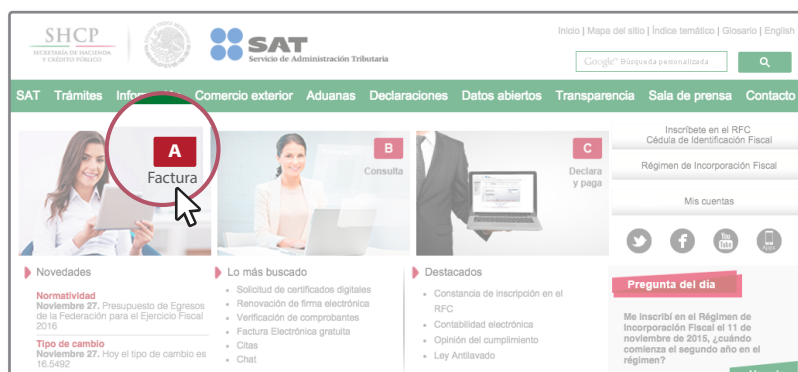 SHCP
SECRETARÍA DE HACIENDA
Y CRÉDITO PÚBLICO
SAT
Servicio de Administración Tributaria
Inicio | Mapa del sitio | Índice temático | Glosario | English
Google™ Búsqueda personalizada
SAT Trámites Comercio exterior Aduanas Declaraciones Datos abiertos Transparencia Sala de prensa Contacto
A
Factura
B
Consulta
C
Declara
y paga
Inscríbete en el RFC
Cédula de Identificación Fiscal
Régimen de Incorporación Fiscal
Mis cuentas
You
Tube
Apps
Novedades
Normatividad
Noviembre 27. Presupuesto de Egresos
de la Federación para el Ejercicio Fiscal
2016
Tipo de cambio
Noviembre 27. Hoy el tipo de cambio es
16.5492
Lo más buscado
Solicitud de certificados digitales
Renovación de firma electrónica
Verificación de comprobantes
Factura Electrónica gratuita
Citas
Chat
Destacados
Constancia de inscripción en el
RFC
Contabilidad electrónica
Opinión del cumplimiento
Ley Antilavado
Pregunta del día
Me inscribí en el Régimen de
Incorporación Fiscal el 11 de
noviembre de 2015, ¿cuándo
comienza el segundo año en el
régimen?